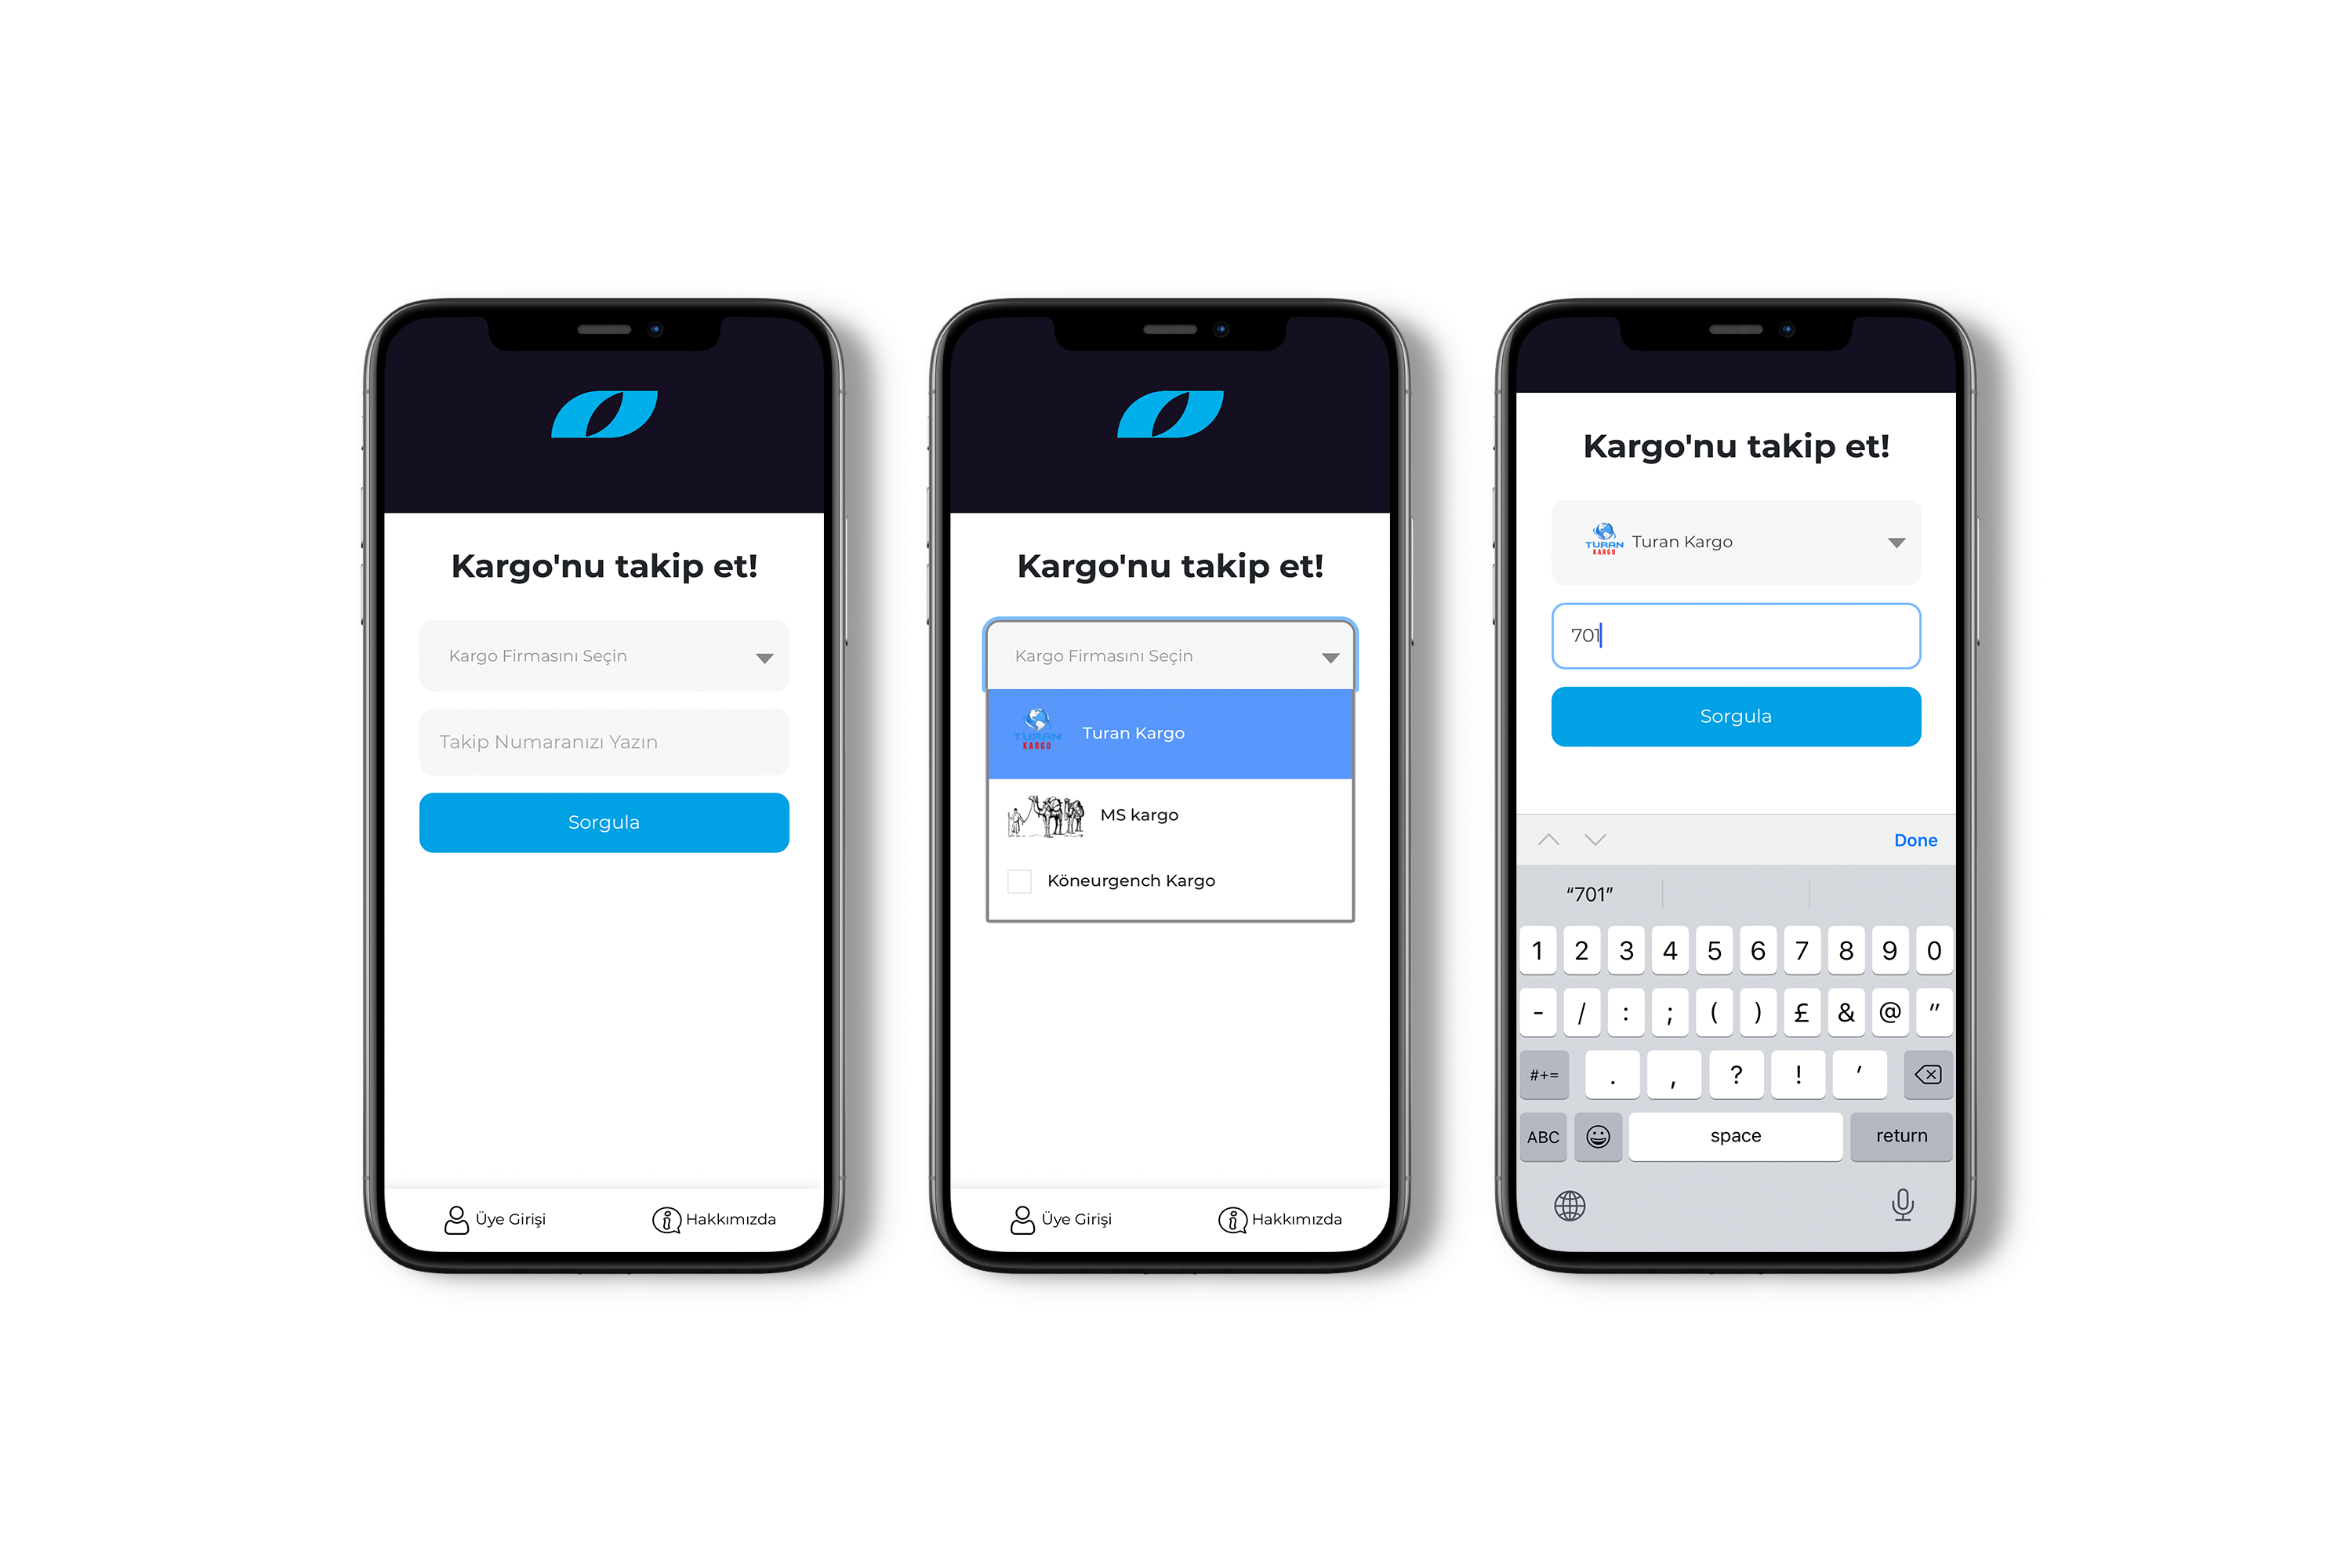 Kargo'nu takip et!
Kargo Firmasını Seçin
Takip Numaranızı Yazın
Sorgula
Üye Girişi
Hakkımızda
Kargo'nu takip et!
Kargo Firmasını Seçin
TURAN
KARGO
Turan Kargo
MS kargo
Köneurgench Kargo
Üye Girişi
Hakkımızda
Kargo'nu takip et!
TURAN
KARGO
Turan Kargo
701
Sorgula
Done
“701”
1 2 3 4 5 6 7 8 9 0
- / : ; ( ) £ & @ "
#+= . , ? ! '
ABC space return